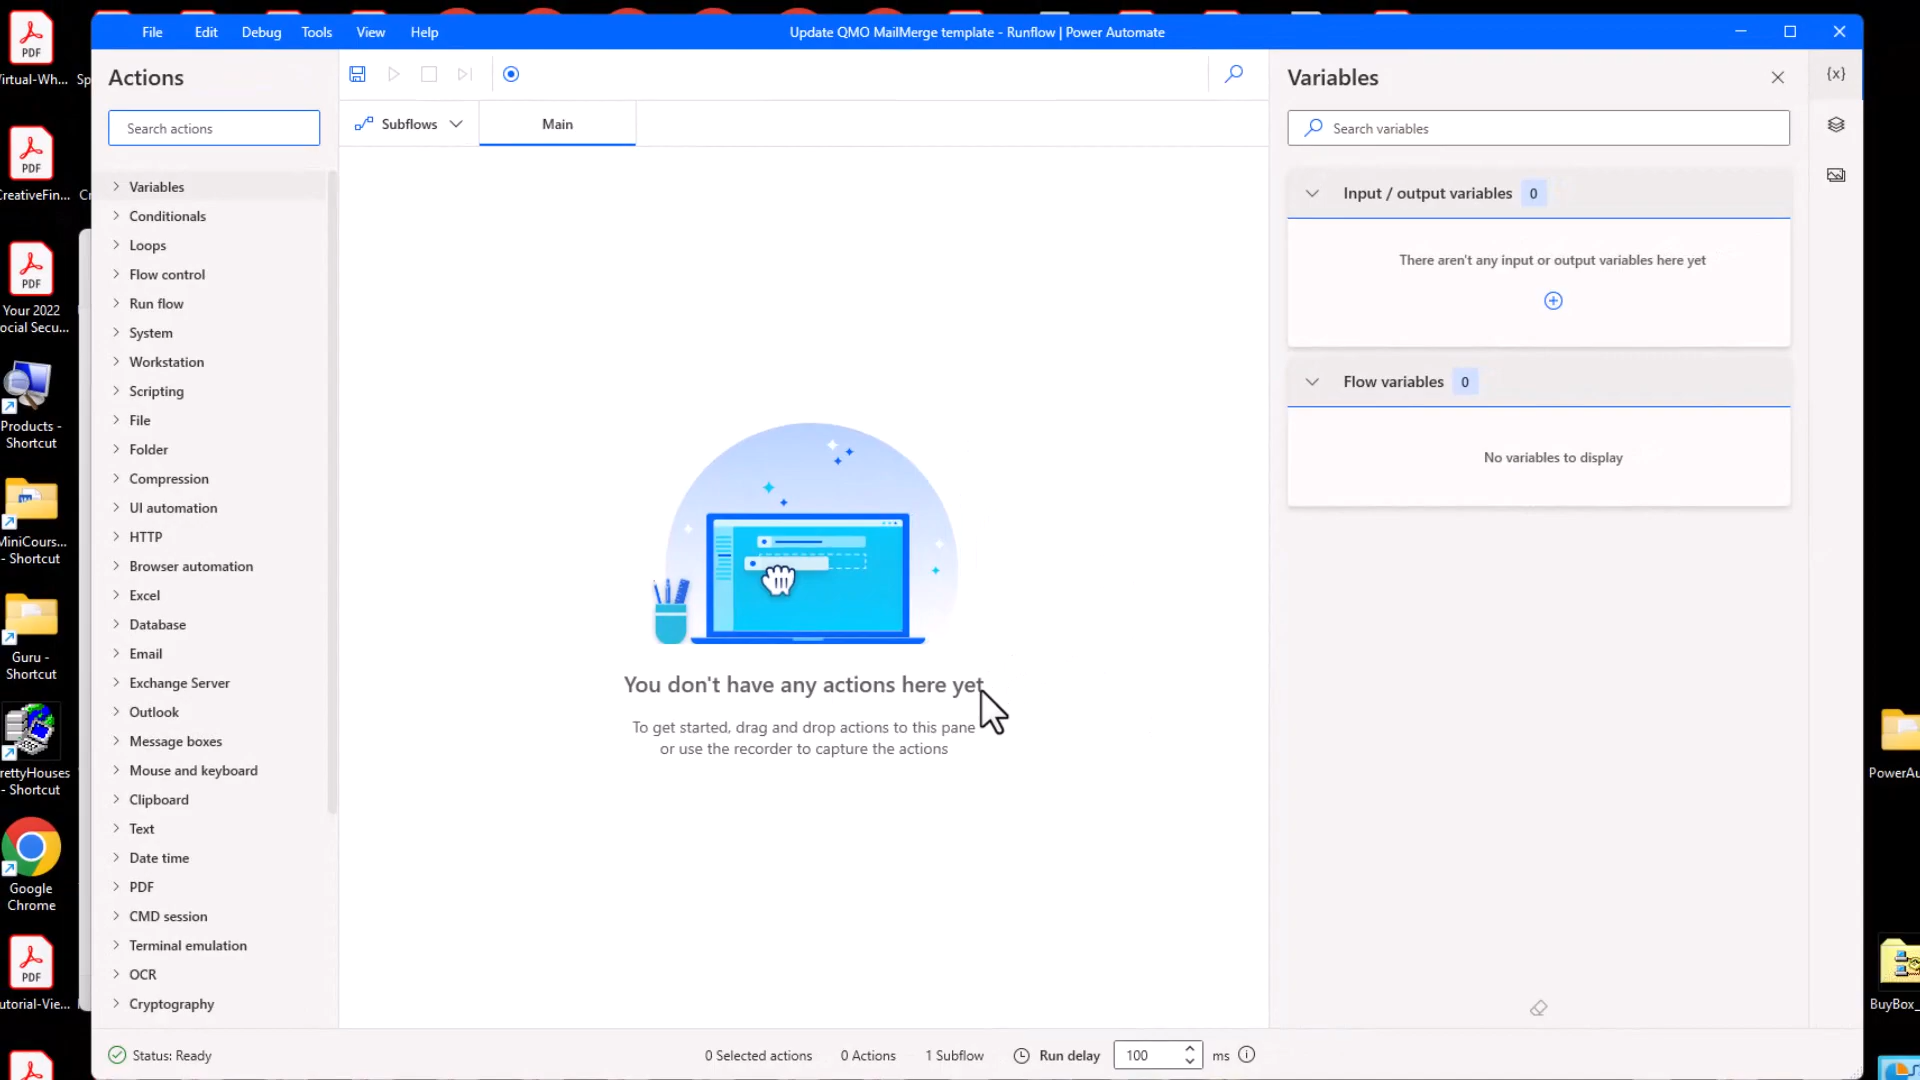 File Edit Debug Tools View Help
Update QMO MailMerge template - Runflow | Power Automate
Actions
Search actions
Variables
Conditionals
Loops
Flow control
Run flow
System
Workstation
Scripting
File
Folder
Compression
UI automation
HTTP
Browser automation
Excel
Database
Email
Exchange Server
Outlook
Message boxes
Mouse and keyboard
Clipboard
Text
Date time
PDF
CMD session
Terminal emulation
OCR
Cryptography
Subflows
Main
You don't have any actions here yet
To get started, drag and drop actions to this pane
or use the recorder to capture the actions
Variables
{x}
Search variables
Input / output variables 0
There aren't any input or output variables here yet
Flow variables 0
No variables to display
Status: Ready
0 Selected actions 0 Actions 1 Subflow Run delay 100 ms
PDF
irtual-Wh...
Sp
PDF
CreativeFin...
PDF
Your 2022
ocial Secu...
Products -
Shortcut
MiniCours...
- Shortcut
Guru -
Shortcut
rettyHouses
- Shortcut
Google
Chrome
PDF
utorial-Vie...
PowerAu
BuyBox_